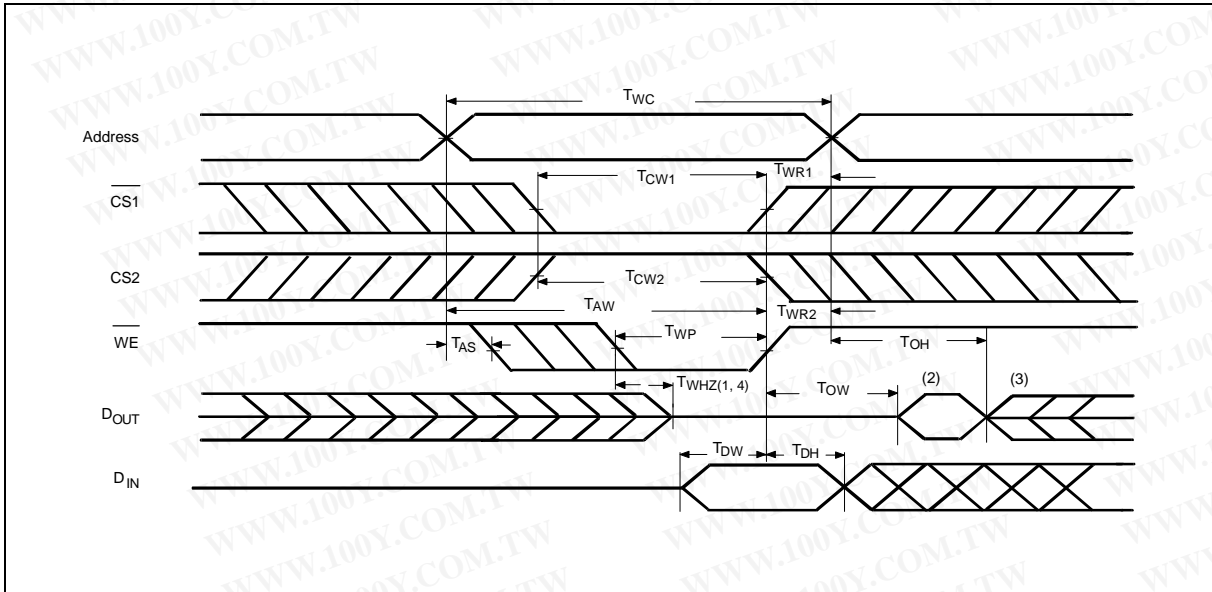 WWW.100Y.COM.TW
TWC
Address
TCW1
TWR1
CS1
CS2
TCW2
TAW
TWR2
WE
TAS
TWP
TOH
TWHZ(1, 4)
TOW
(2)
(3)
DOUT
TDW
TDH
DIN